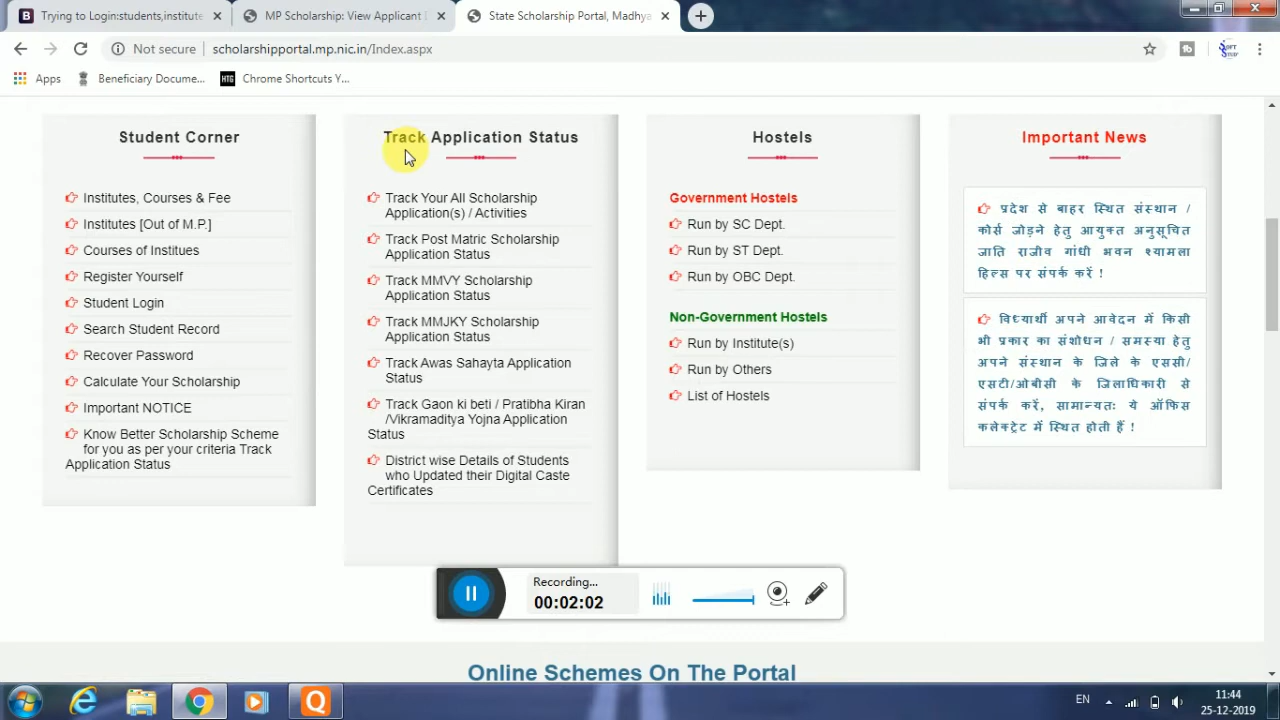 Trying to Login:students,institute
MP Scholarship: View Applicant I
State Scholarship Portal, Madhya
Not secure
scholarshipportal.mp.nic.in/Index.aspx
Apps
Beneficiary Docume...
HTG
Chrome Shortcuts Y...
Student Corner
Institutes, Courses & Fee
Institutes [Out of M.P.]
Courses of Institues
Register Yourself
Student Login
Search Student Record
Recover Password
Calculate Your Scholarship
Important NOTICE
Know Better Scholarship Scheme
for you as per your criteria Track
Application Status
Track Application Status
Track Your All Scholarship
Application(s) / Activities
Track Post Matric Scholarship
Application Status
Track MMVY Scholarship
Application Status
Track MMJKY Scholarship
Application Status
Track Awas Sahayta Application
Status
Track Gaon ki beti / Pratibha Kiran
/Vikramaditya Yojna Application
Status
District wise Details of Students
who Updated their Digital Caste
Certificates
Hostels
Government Hostels
Run by SC Dept.
Run by ST Dept.
Run by OBC Dept.
Non-Government Hostels
Run by Institute(s)
Run by Others
List of Hostels
Important News
प्रदेश से बाहर स्थित संस्थान /
कोर्स जोड़ने हेतु आयुक्त अनुसूचित
जाति राजीव गांधी भवन श्यामला
हिल्स पर संपर्क करें !
विध्यार्थी अपने आवेदन में किसी
भी प्रकार का संशोधन / समस्या हेतु
अपने संस्थान के जिले के एससी/
एसटी/ओबीसी के जिलाधिकारी से
संपर्क करें, सामान्यतः ये ऑफिस
कलेक्ट्रेट में स्थित होती हैं !
Recording...
00:02:02
Online Schemes On The Portal
EN
11:44
25-12-2019